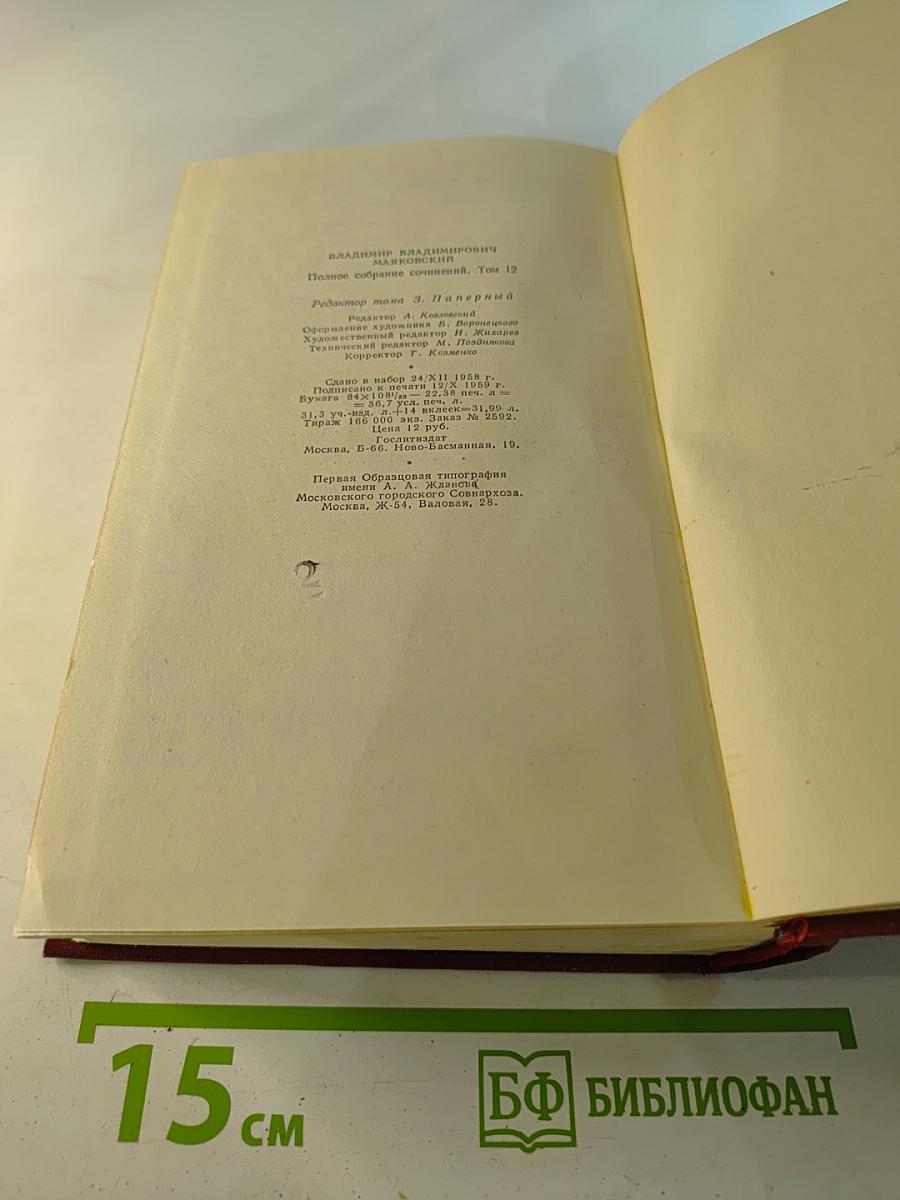 ВЛАДИМИР ВЛАДИМИРОВИЧ
МАЯКОВСКИЙ
Полное собрание сочинений. Том 12
Редактор тома З. Паперный
Редактор А. Козловский
Оформление художника Б. Воронецкого
Художественный редактор И. Жихарев
Технический редактор М. Позднякова
Корректор Т. Козменко
*
Сдано в набор 24/XII 1958 г.
Подписано к печати 12/X 1959 г.
Бумага 84×108¹/₃₂ — 22,38 печ. л =
= 36,7 усл. печ. л.
31,3 уч.-изд. л.+14 вклеек=31,99 л.
Тираж 166 000 экз. Заказ № 2592.
Цена 12 руб.
Гослитиздат
Москва, Б-66. Ново-Басманная, 19.
*
Первая Образцовая типография
имени А. А. Жданова
Московского городского Совнархоза.
Москва, Ж-54, Валовая, 28.
15 см
БФ БИБЛИОФАН